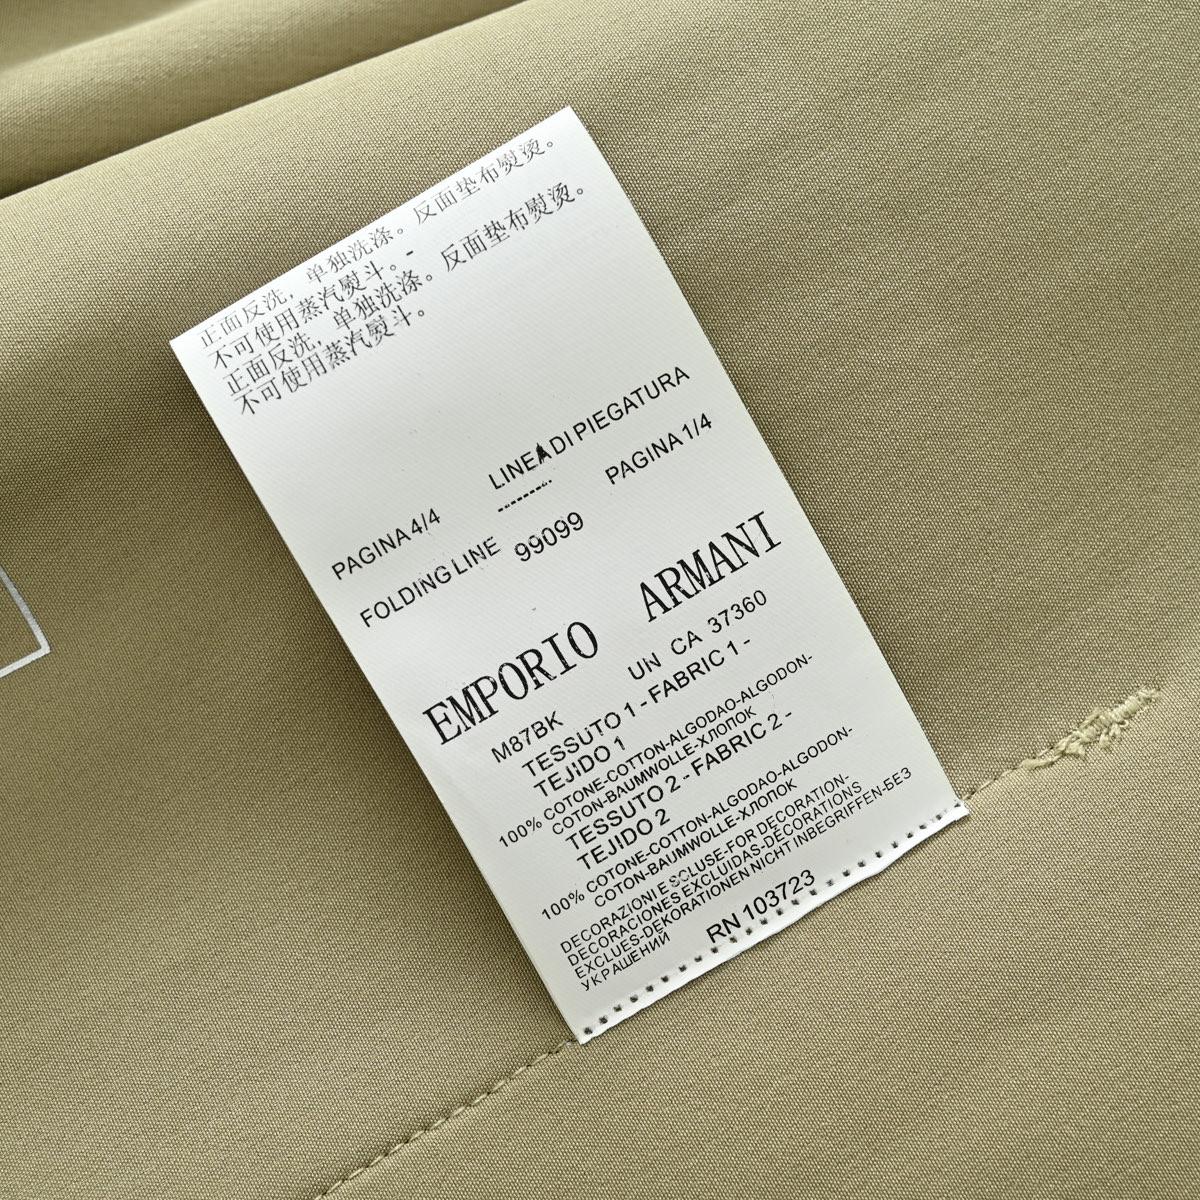 正面反洗，单独洗涤。反面垫布熨烫。
不可使用蒸汽熨斗。-
正面反洗，单独洗涤。反面垫布熨烫。
不可使用蒸汽熨斗。
LINEA DI PIEGATURA
PAGINA 4/4 -------- PAGINA 1/4
FOLDING LINE 99099
EMPORIO ARMANI
M87BK UN CA 37360
TESSUTO 1 - FABRIC 1 -
TEJIDO 1
100% COTONE-COTTON-ALGODAO-ALGODON-
COTON-BAUMWOLLE-ХЛОПОК
TESSUTO 2 - FABRIC 2 -
TEJIDO 2
100% COTONE-COTTON-ALGODAO-ALGODON-
COTON-BAUMWOLLE-ХЛОПОК
DECORAZIONI ESCLUSE-FOR DECORATION-
DECORACIONES EXCLUIDAS-DECORATIONS
EXCLUES-DEKORATIONEN NICHT INBEGRIFFEN-БЕЗ
УКРАШЕНИЙ
RN 103723